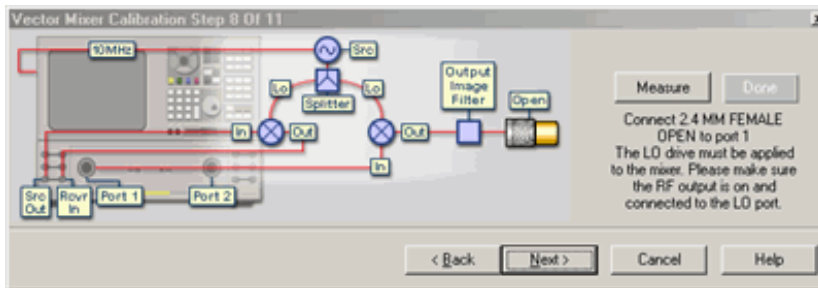 Vector Mixer Calibration Step 8 Of 11
10MHz
Src
Lo
Lo
Splitter
In
Out
Out
In
Output
Image
Filter
Open
Src
Out
Rcvr
In
Port 1
Port 2
Measure
Done
Connect 2.4 MM FEMALE
OPEN to port 1
The LO drive must be applied
to the mixer. Please make sure
the RF output is on and
connected to the LO port.
< Back
Next >
Cancel
Help